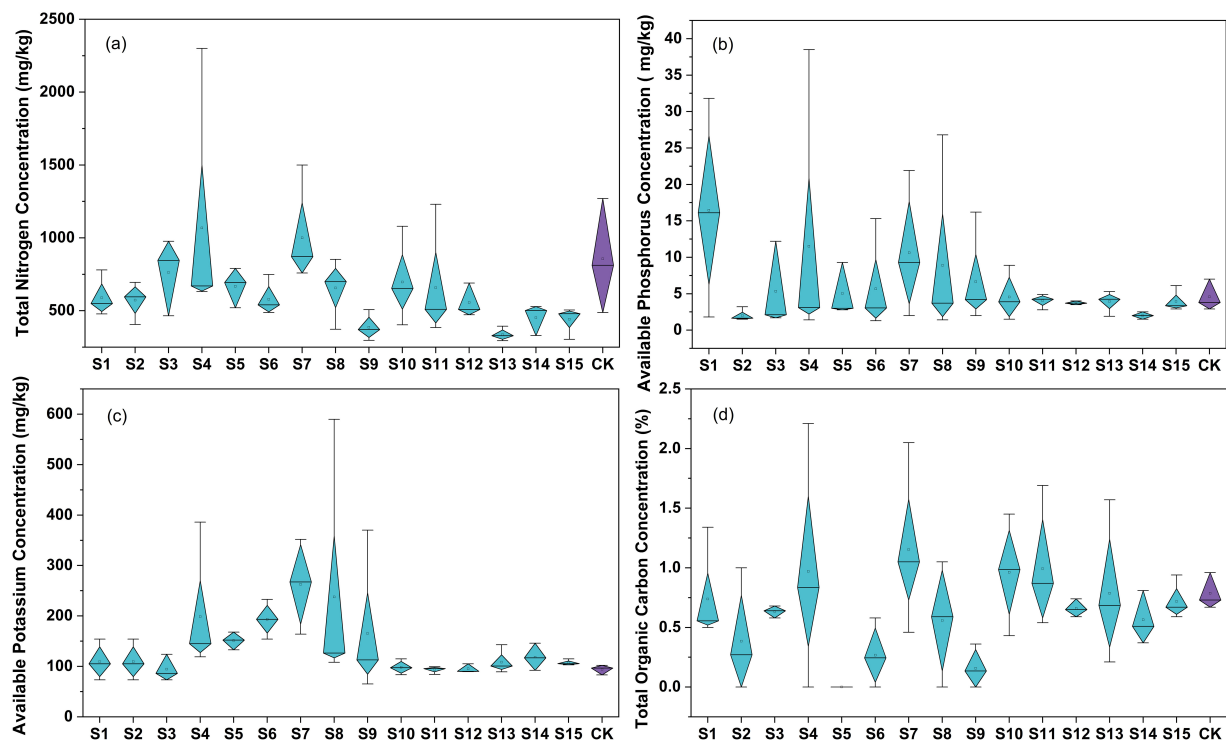 (a)
Total Nitrogen Concentration (mg/kg)
2500
2000
1500
1000
500
S1 S2 S3 S4 S5 S6 S7 S8 S9 S10 S11 S12 S13 S14 S15 CK
(b)
Available Phosphorus Concentration ( mg/kg)
40
35
30
25
20
15
10
5
0
S1 S2 S3 S4 S5 S6 S7 S8 S9 S10 S11 S12 S13 S14 S15 CK
(c)
Available Potassium Concentration (mg/kg)
600
500
400
300
200
100
0
S1 S2 S3 S4 S5 S6 S7 S8 S9 S10 S11 S12 S13 S14 S15 CK
(d)
Total Organic Carbon Concentration (%)
2.5
2.0
1.5
1.0
0.5
0.0
S1 S2 S3 S4 S5 S6 S7 S8 S9 S10 S11 S12 S13 S14 S15 CK